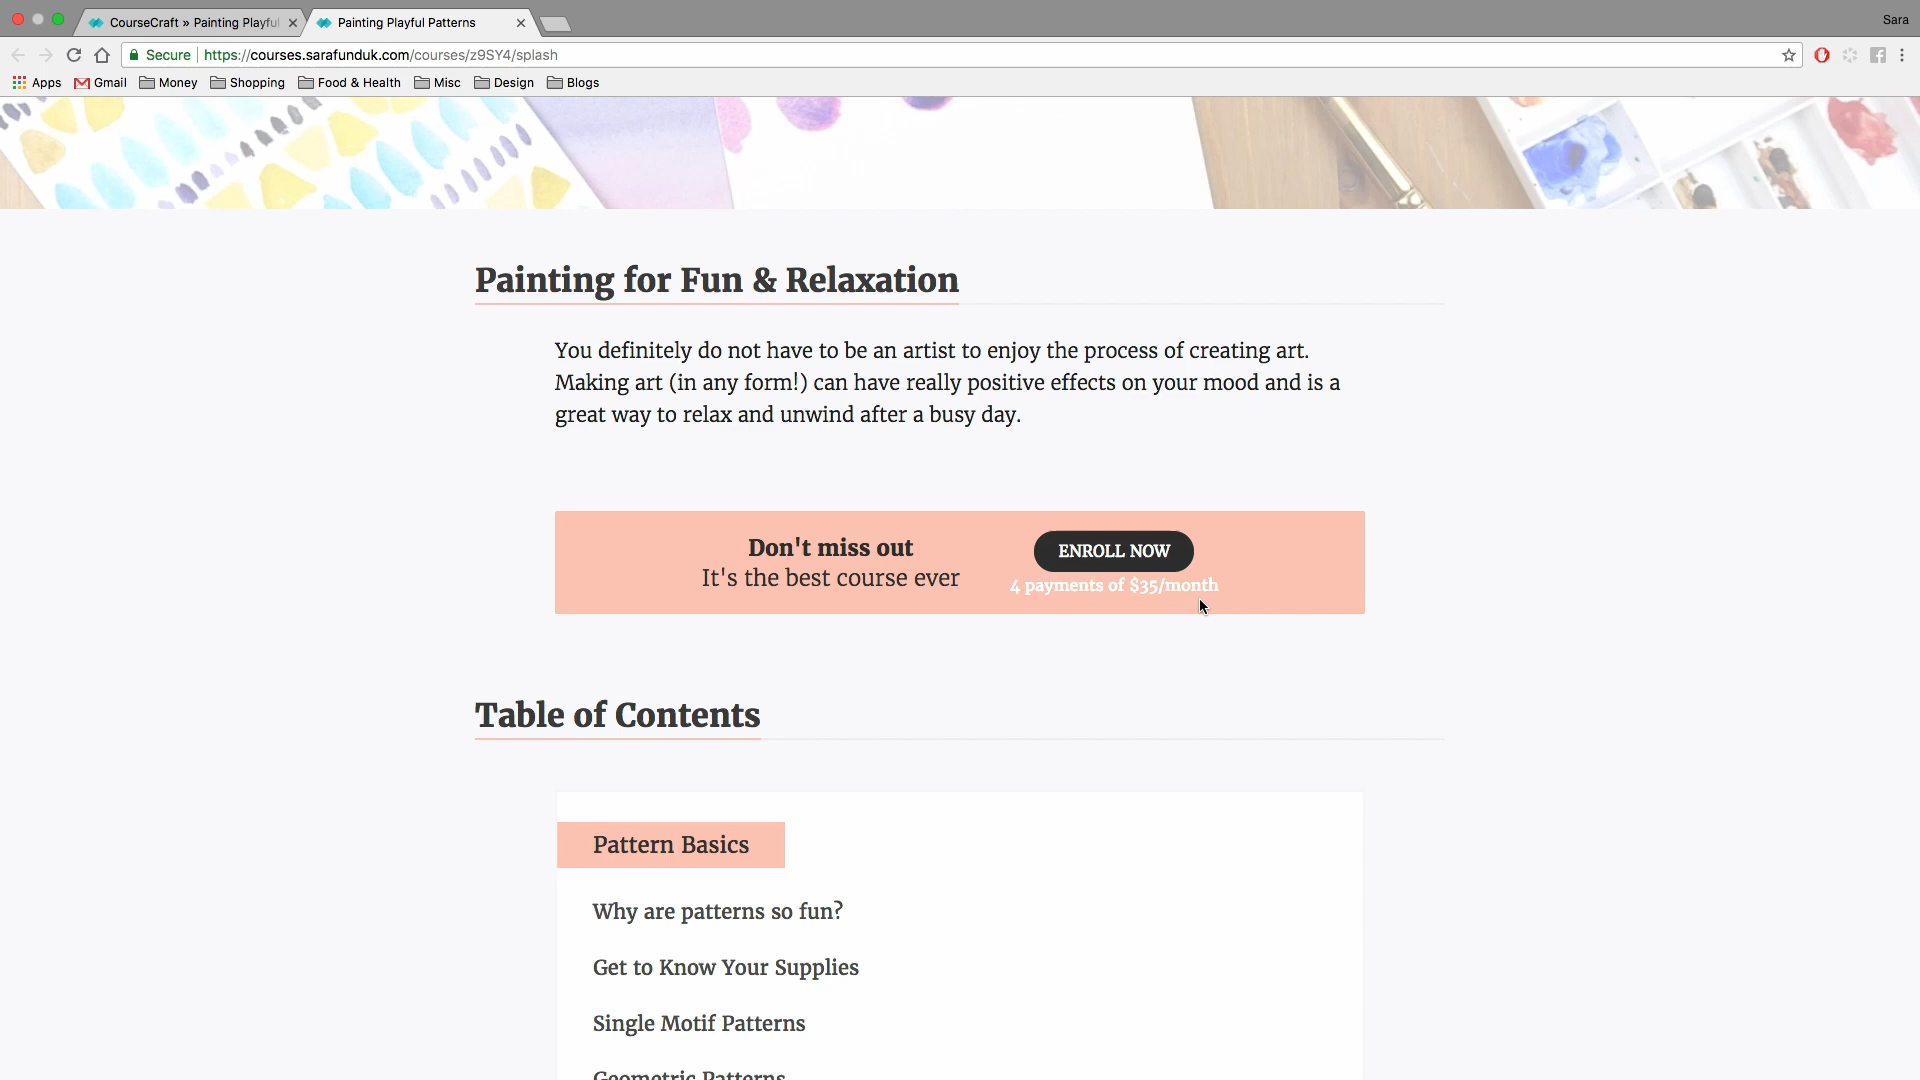 CourseCraft » Painting Playful
Painting Playful Patterns
Sara
Secure
https://courses.sarafunduk.com/courses/z9SY4/splash
Apps
Gmail
Money
Shopping
Food & Health
Misc
Design
Blogs
Painting for Fun & Relaxation
You definitely do not have to be an artist to enjoy the process of creating art.
Making art (in any form!) can have really positive effects on your mood and is a
great way to relax and unwind after a busy day.
Don't miss out
It's the best course ever
ENROLL NOW
4 payments of $35/month
Table of Contents
Pattern Basics
Why are patterns so fun?
Get to Know Your Supplies
Single Motif Patterns
Geometric Patterns